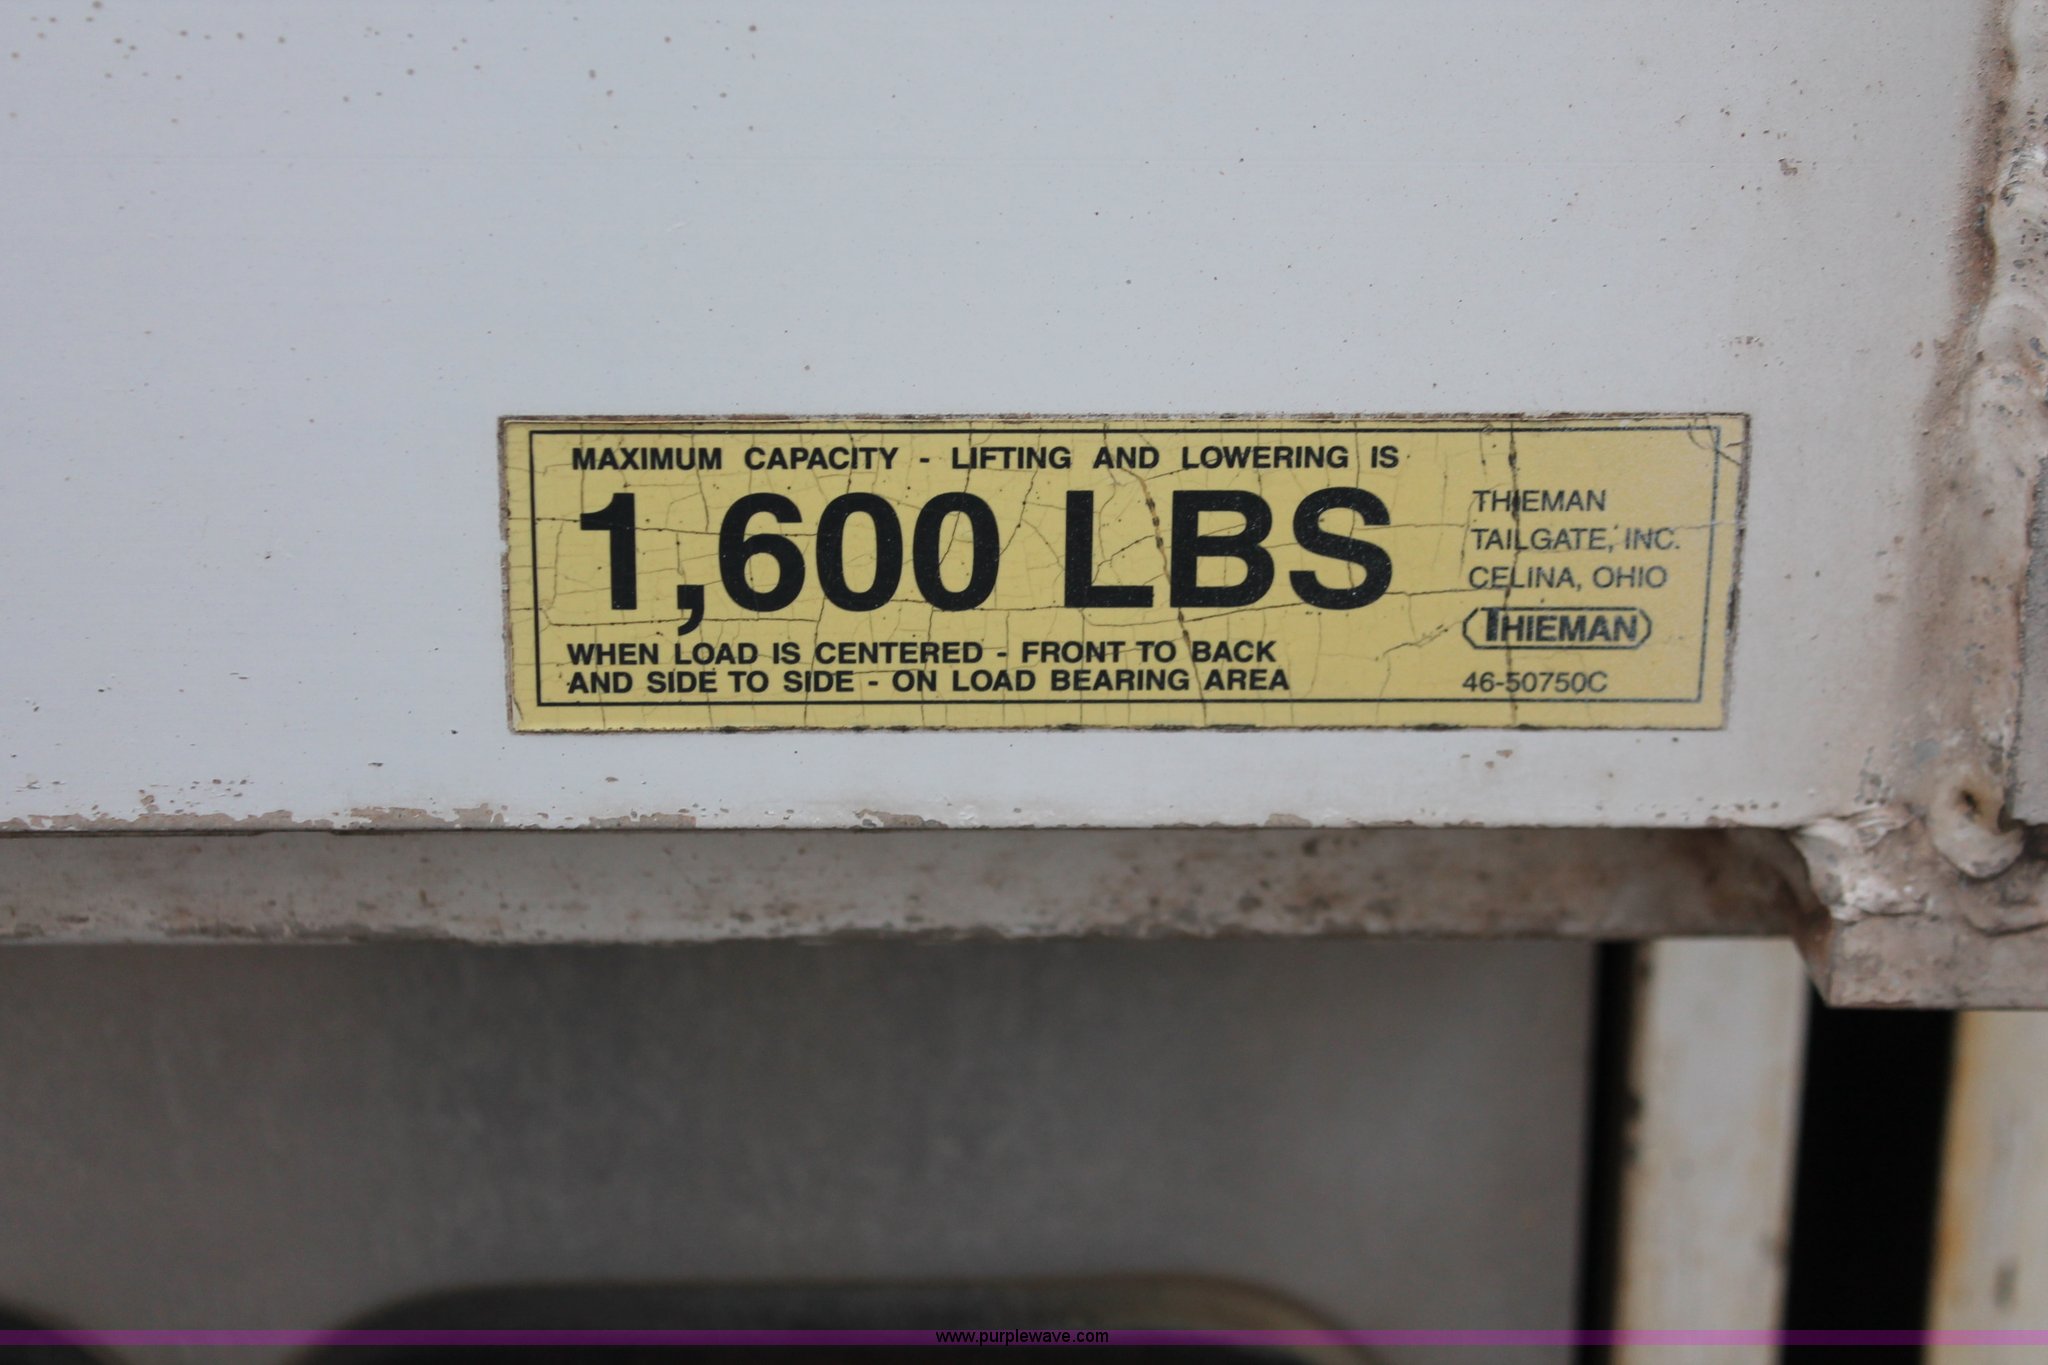 MAXIMUM CAPACITY - LIFTING AND LOWERING IS
1,600 LBS
WHEN LOAD IS CENTERED - FRONT TO BACK
AND SIDE TO SIDE - ON LOAD BEARING AREA
THIEMAN
TAILGATE, INC.
CELINA, OHIO
THIEMAN
46-50750C
www.purplewave.com